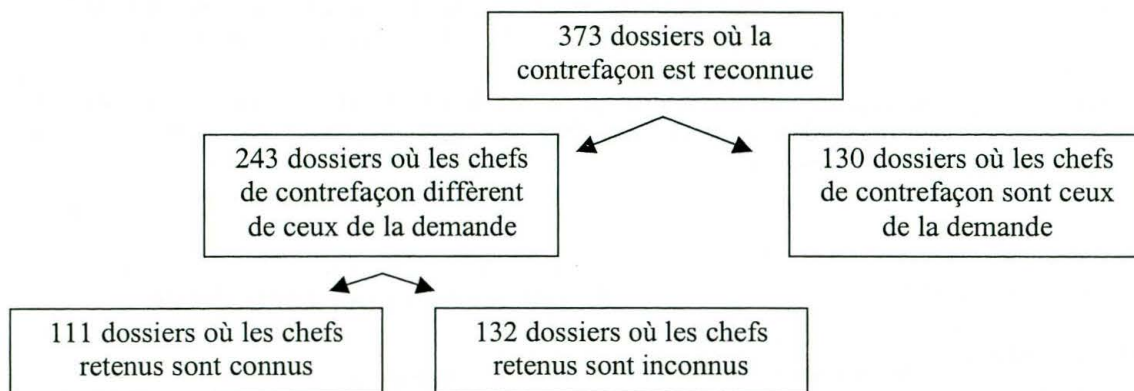 373 dossiers où la
contrefaçon est reconnue
243 dossiers où les chefs
de contrefaçon diffèrent
de ceux de la demande
130 dossiers où les chefs
de contrefaçon sont ceux
de la demande
111 dossiers où les chefs
retenus sont connus
132 dossiers où les chefs
retenus sont inconnus